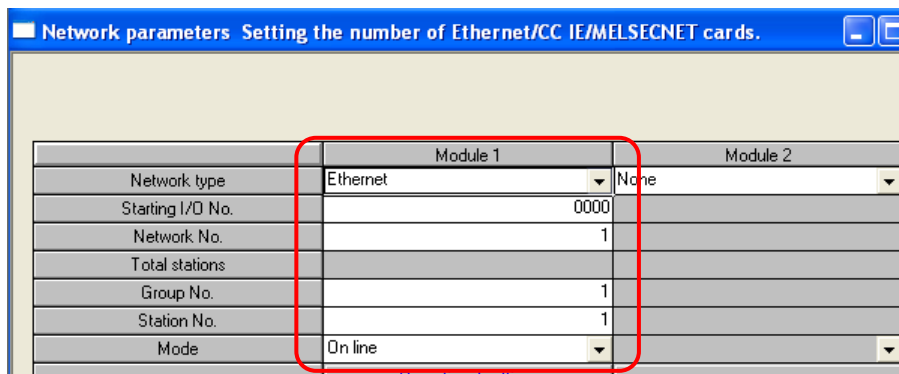 Network parameters Setting the number of Ethernet/CC IE/MELSECNET cards.
Module 1 Module 2
Network type Ethernet None
Starting I/O No. 0000
Network No. 1
Total stations
Group No. 1
Station No. 1
Mode On line